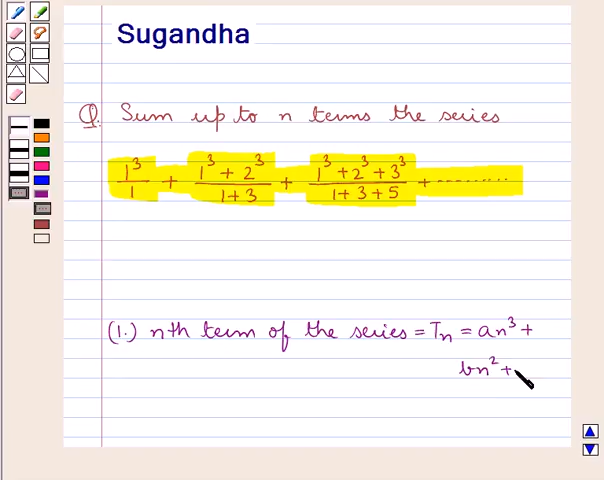 Sugandha
Q. Sum up to n terms the series
1³/1 + (1³ + 2³)/(1 + 3) + (1³ + 2³ + 3³)/(1 + 3 + 5) + ..........
(1.) nth term of the series = Tₙ = an³ +
bn² +